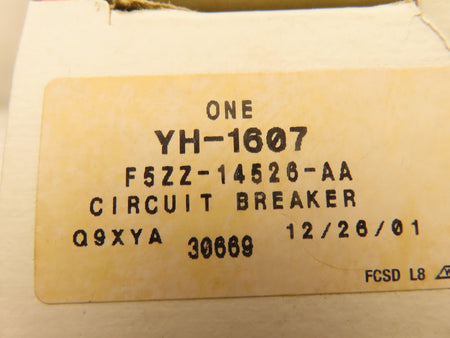 ONE
YH-1607
F5ZZ-14526-AA
CIRCUIT BREAKER
Q9XYA 30669 12/26/01
FCSD L8